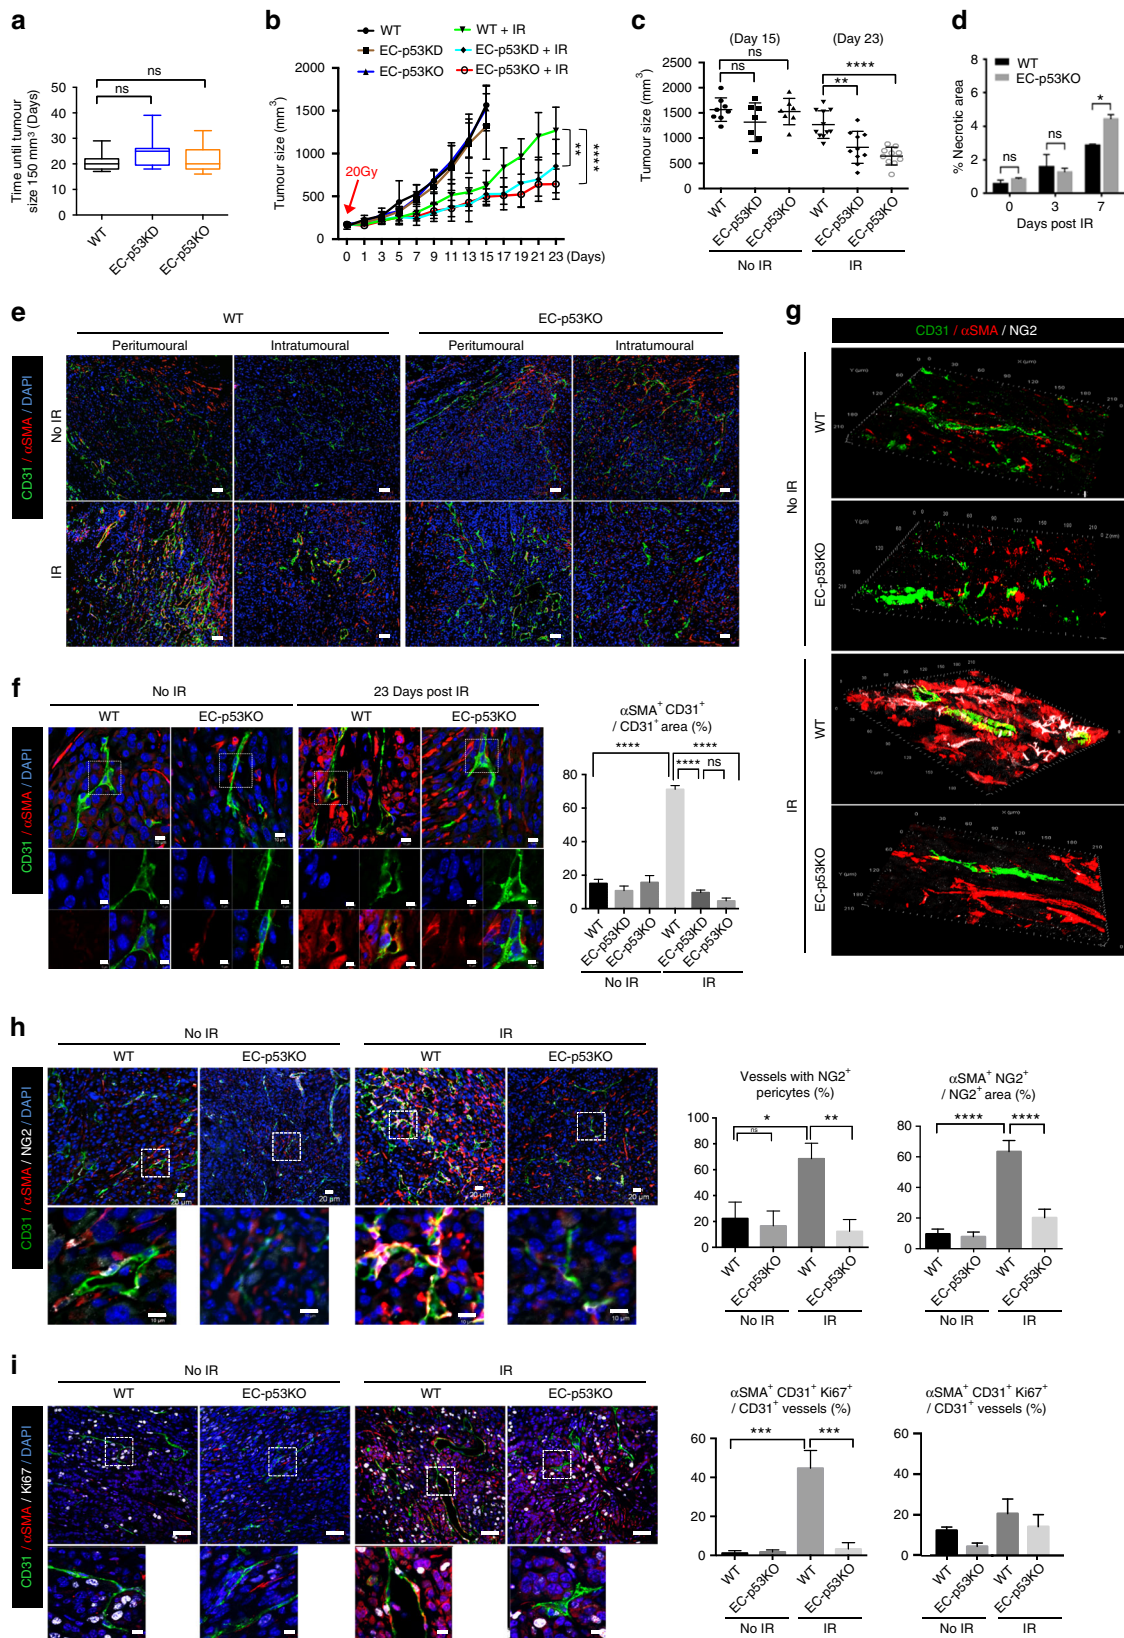 a
ns
ns
Time until tumour
size 150 mm³ (Days)
50
40
30
20
10
0
WT
EC-p53KD
EC-p53KO
b
WT
EC-p53KD
EC-p53KO
WT + IR
EC-p53KD + IR
EC-p53KO + IR
Tumour size (mm³)
2000
1500
1000
500
0
20Gy
**
****
0 1 3 5 7 9 11 13 15 17 19 21 23 (Days)
c
(Day 15)
(Day 23)
ns
ns
****
**
Tumour size (mm³)
2500
2000
1500
1000
500
0
WT
EC-p53KD
EC-p53KO
WT
EC-p53KD
EC-p53KO
No IR
IR
d
WT
EC-p53KO
% Necrotic area
8
6
4
2
0
ns
ns
*
0 3 7
Days post IR
e
WT
EC-p53KO
Peritumoural
Intratumoural
Peritumoural
Intratumoural
CD31 / αSMA / DAPI
No IR
IR
f
No IR
23 Days post IR
WT
EC-p53KO
WT
EC-p53KO
CD31 / αSMA / DAPI
10 µm
αSMA⁺ CD31⁺
/ CD31⁺ area (%)
****
****
****
ns
80
60
40
20
0
WT
EC-p53KD
EC-p53KO
WT
EC-p53KD
EC-p53KO
No IR
IR
g
CD31 / αSMA / NG2
No IR
WT
EC-p53KO
IR
WT
EC-p53KO
h
No IR
IR
WT
EC-p53KO
WT
EC-p53KO
CD31 / αSMA / NG2 / DAPI
20 µm
20 µm
20 µm
20 µm
10 µm
10 µm
10 µm
Vessels with NG2⁺
pericytes (%)
*
**
ns
100
80
60
40
20
0
WT
EC-p53KO
WT
EC-p53KO
No IR
IR
αSMA⁺ NG2⁺
/ NG2⁺ area (%)
****
****
80
60
40
20
0
WT
EC-p53KO
WT
EC-p53KO
No IR
IR
i
No IR
IR
WT
EC-p53KO
WT
EC-p53KO
CD31 / αSMA / Ki67 / DAPI
αSMA⁺ CD31⁺ Ki67⁺
/ CD31⁺ vessels (%)
***
***
60
40
20
0
WT
EC-p53KO
WT
EC-p53KO
No IR
IR
αSMA⁺ CD31⁺ Ki67⁺
/ CD31⁺ vessels (%)
60
40
20
0
WT
EC-p53KO
WT
EC-p53KO
No IR
IR